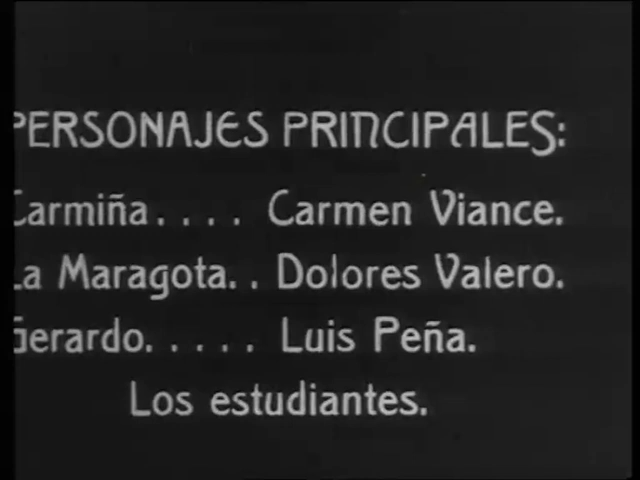 PERSONAJES PRINCIPALES:
Carmiña.... Carmen Viance.
La Maragota.. Dolores Valero.
Gerardo..... Luis Peña.
Los estudiantes.